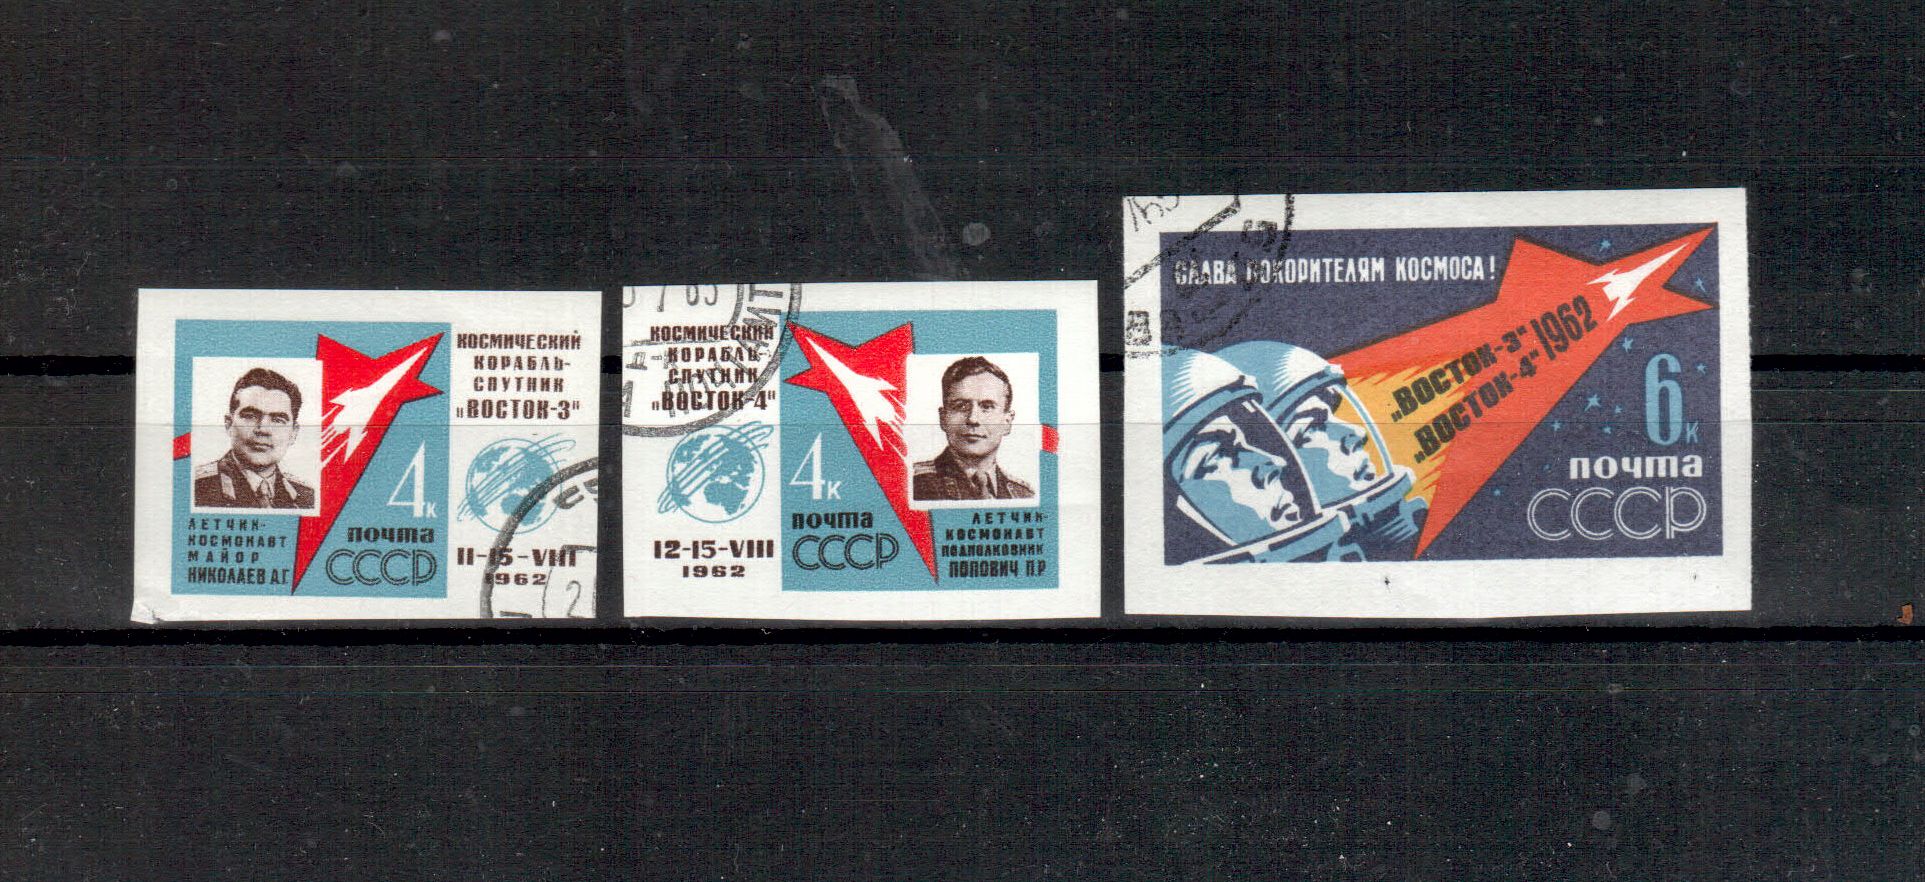 КОСМИЧЕСКИЙ
КОРАБЛЬ-
СПУТНИК
„ВОСТОК-3"
4к
ПОЧТА
СССР
ЛЕТЧИК-
КОСМОНАВТ
МАЙОР
НИКОЛАЕВ А.Г.
11-15-VIII
1962
КОСМИЧЕСКИЙ
КОРАБЛЬ-
СПУТНИК
„ВОСТОК-4"
4к
ПОЧТА
СССР
12-15-VIII
1962
ЛЕТЧИК-
КОСМОНАВТ
ПОДПОЛКОВНИК
ПОПОВИЧ П.Р.
СЛАВА ПОКОРИТЕЛЯМ КОСМОСА!
„ВОСТОК-3"
„ВОСТОК-4"
1962
6к
ПОЧТА
СССР